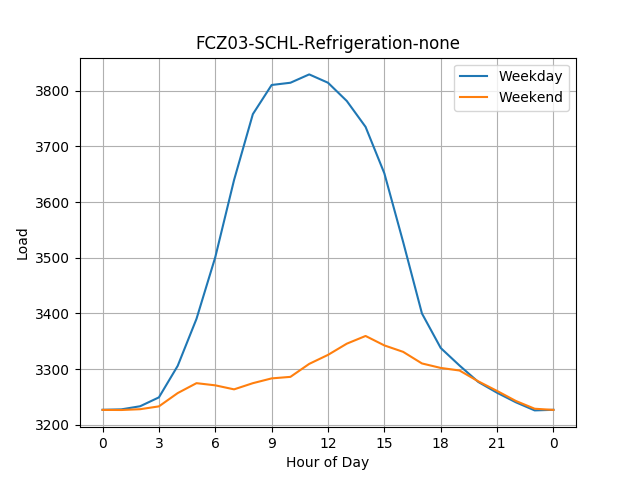 FCZ03-SCHL-Refrigeration-none
Weekday
Weekend
Load
3800
3700
3600
3500
3400
3300
3200
0 3 6 9 12 15 18 21 0
Hour of Day